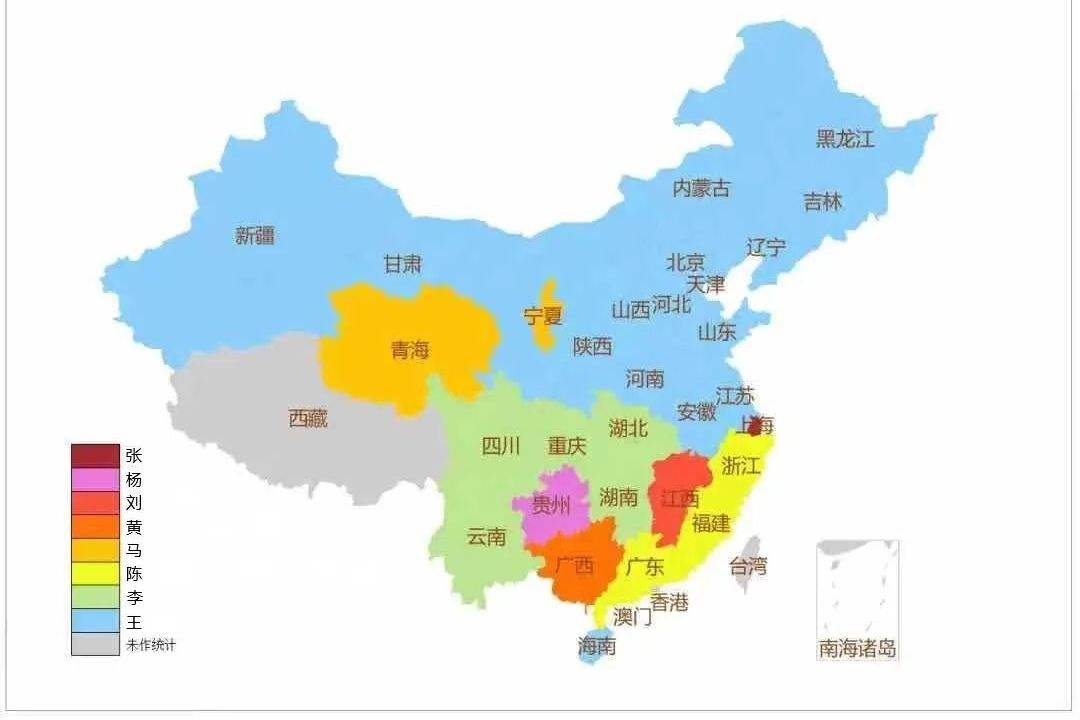 黑龙江
内蒙古
吉林
新疆
辽宁
甘肃
北京
天津
山西
河北
宁夏
山东
陕西
青海
河南
江苏
安徽
西藏
上海
湖北
四川
重庆
浙江
湖南
江西
贵州
福建
云南
广西
广东
台湾
香港
澳门
海南
南海诸岛
张
杨
刘
黄
马
陈
李
王
未作统计